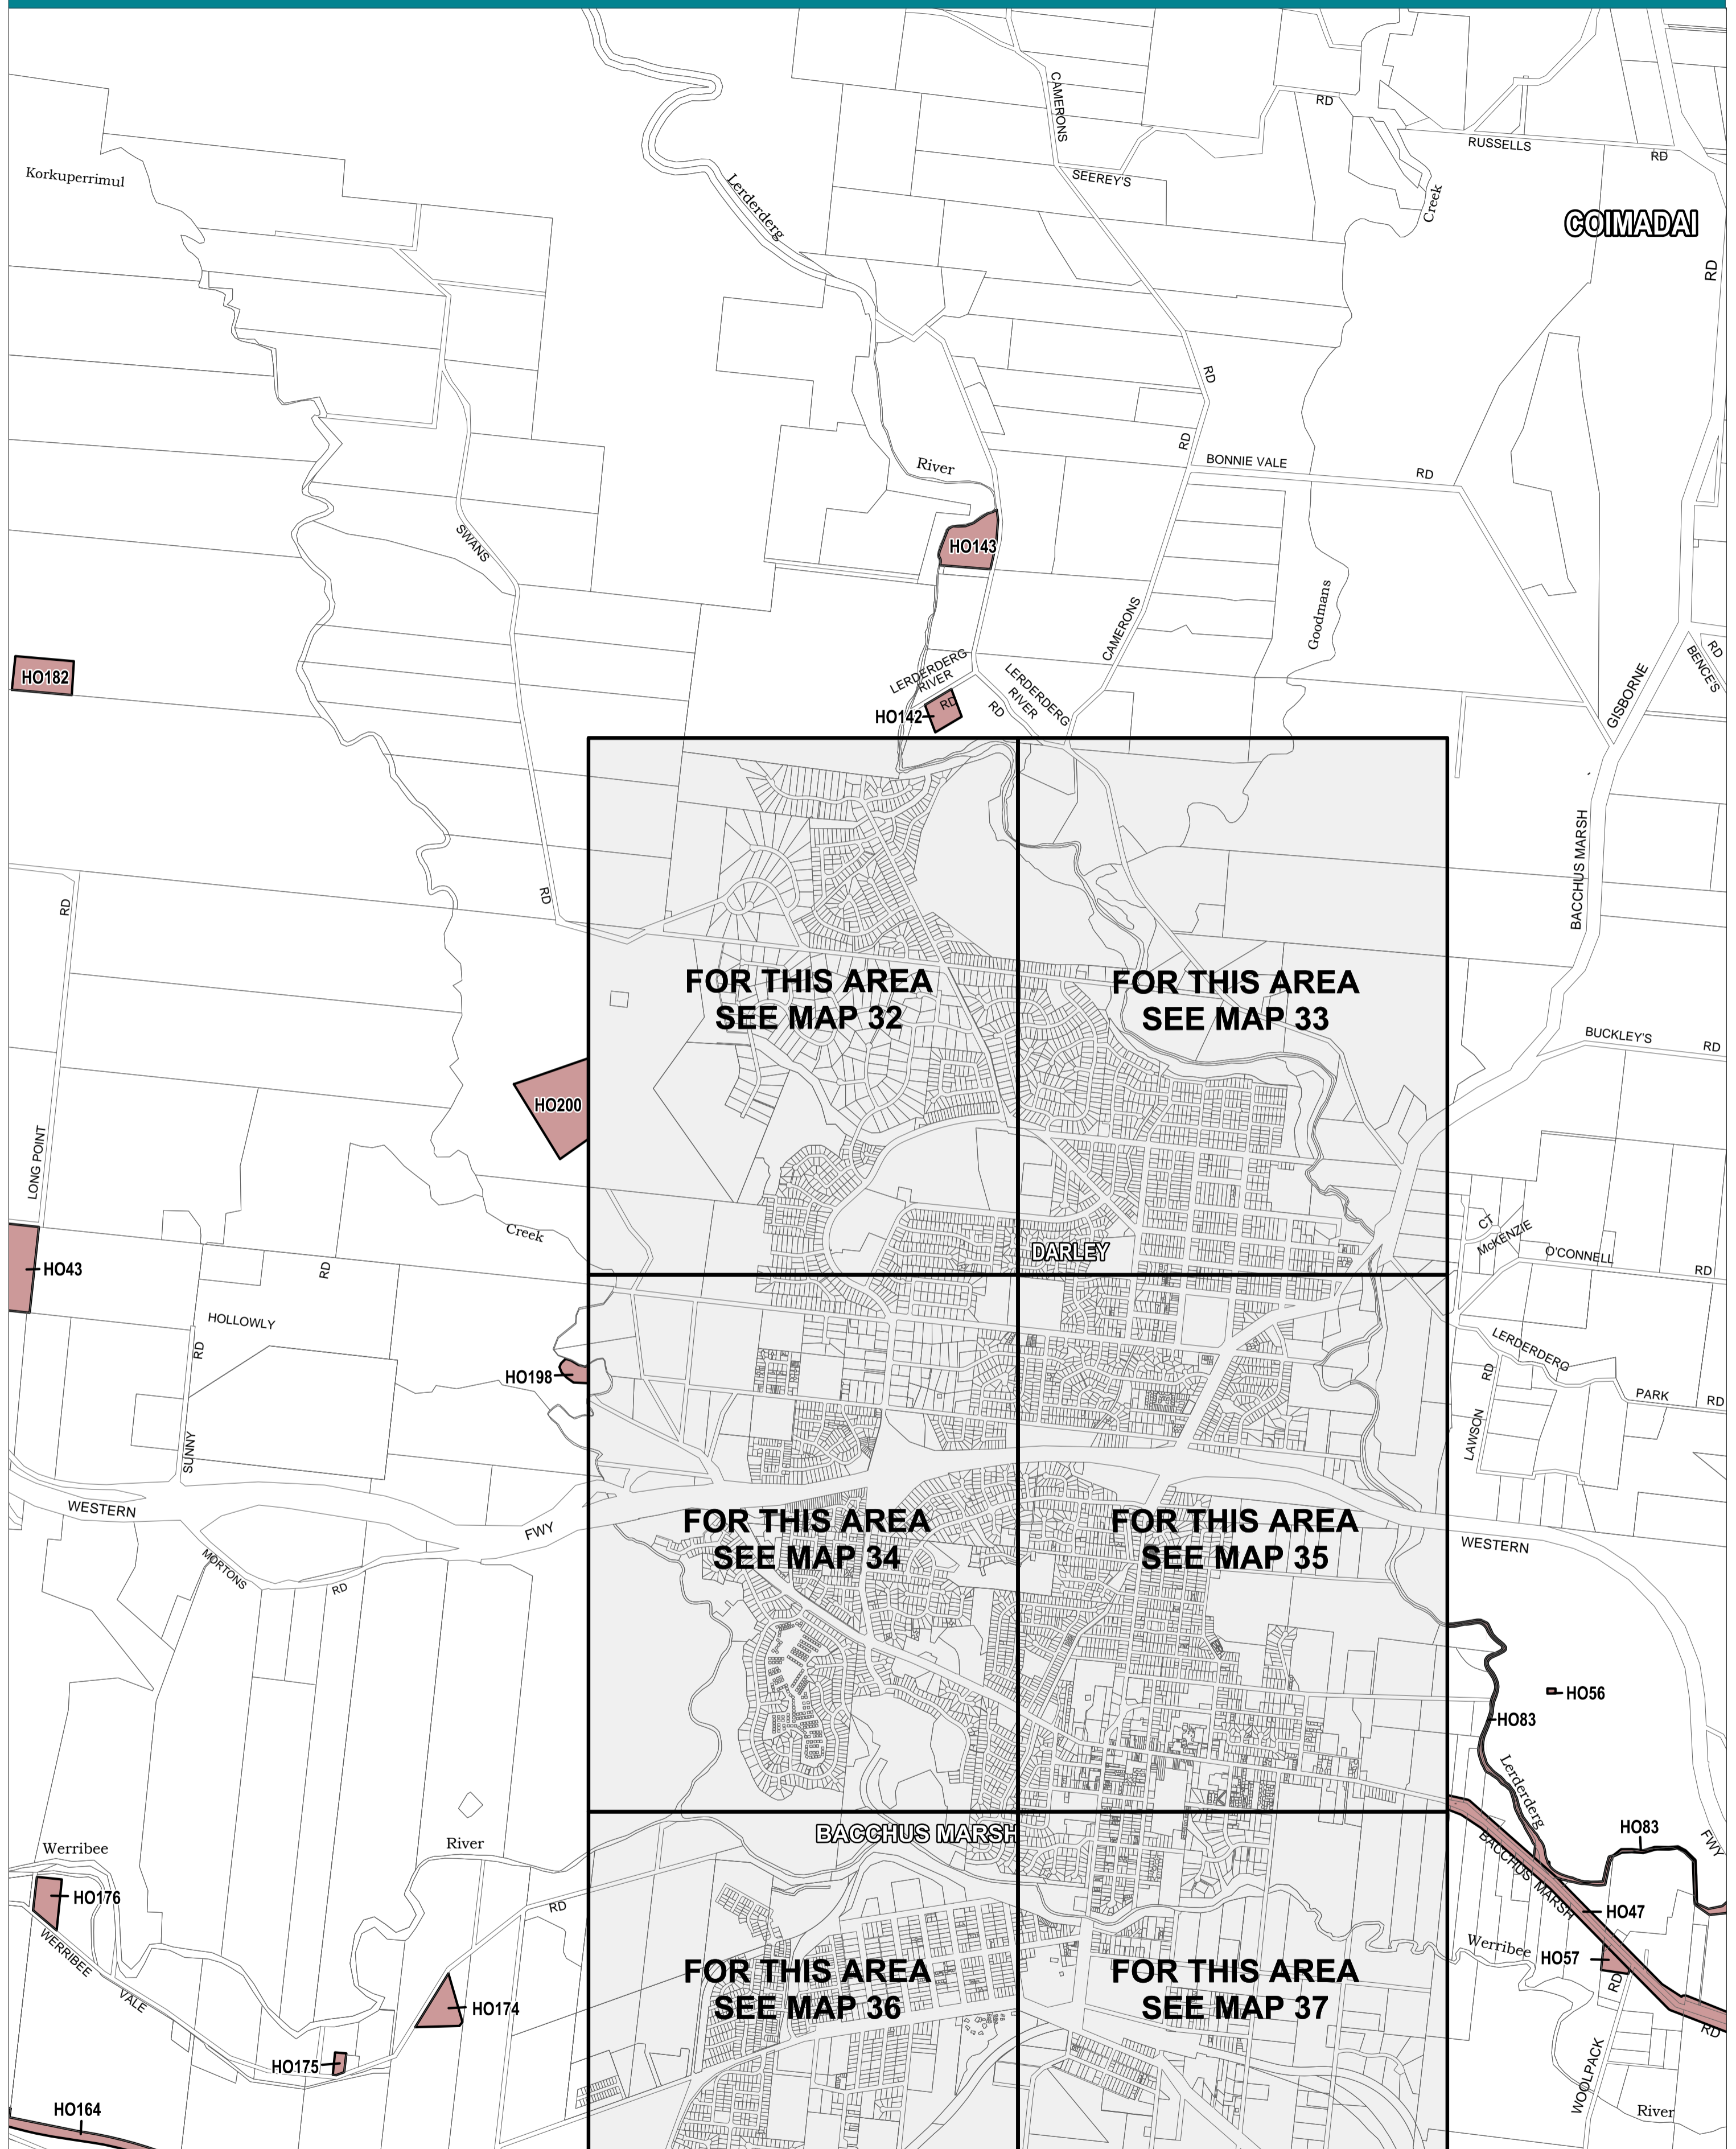 CAMERONS
RD
RUSSELLS
RD
SEEREY'S
Korkuperrimul
Lerderderg
Creek
COIMADAI
RD
RD
RD
BONNIE VALE
RD
River
SWANS
HO143
Goodmans
CAMERONS
LERDERDERG
RIVER
RD
LERDERDERG
RIVER
RD
HO182
HO142
GISBORNE
RD
BENCE'S
BACCHUS MARSH
RD
RD
FOR THIS AREA
SEE MAP 32
FOR THIS AREA
SEE MAP 33
BUCKLEY'S
RD
HO200
LONG POINT
Creek
DARLEY
CT
McKENZIE
O'CONNELL
RD
HO43
RD
HOLLOWLY
RD
SUNNY
HO198
LERDERDERG
PARK
RD
RD
LAWSON
WESTERN
FWY
MORTONS
RD
FOR THIS AREA
SEE MAP 34
FOR THIS AREA
SEE MAP 35
WESTERN
HO56
HO83
Lerderderg
HO83
FWY
BACCHUS MARSH
BACCHUS MARSH
Werribee
River
HO176
RD
HO47
Werribee
HO57
RD
WERRIBEE
VALE
FOR THIS AREA
SEE MAP 36
FOR THIS AREA
SEE MAP 37
HO174
RD
HO175
WOOLPACK
HO164
River